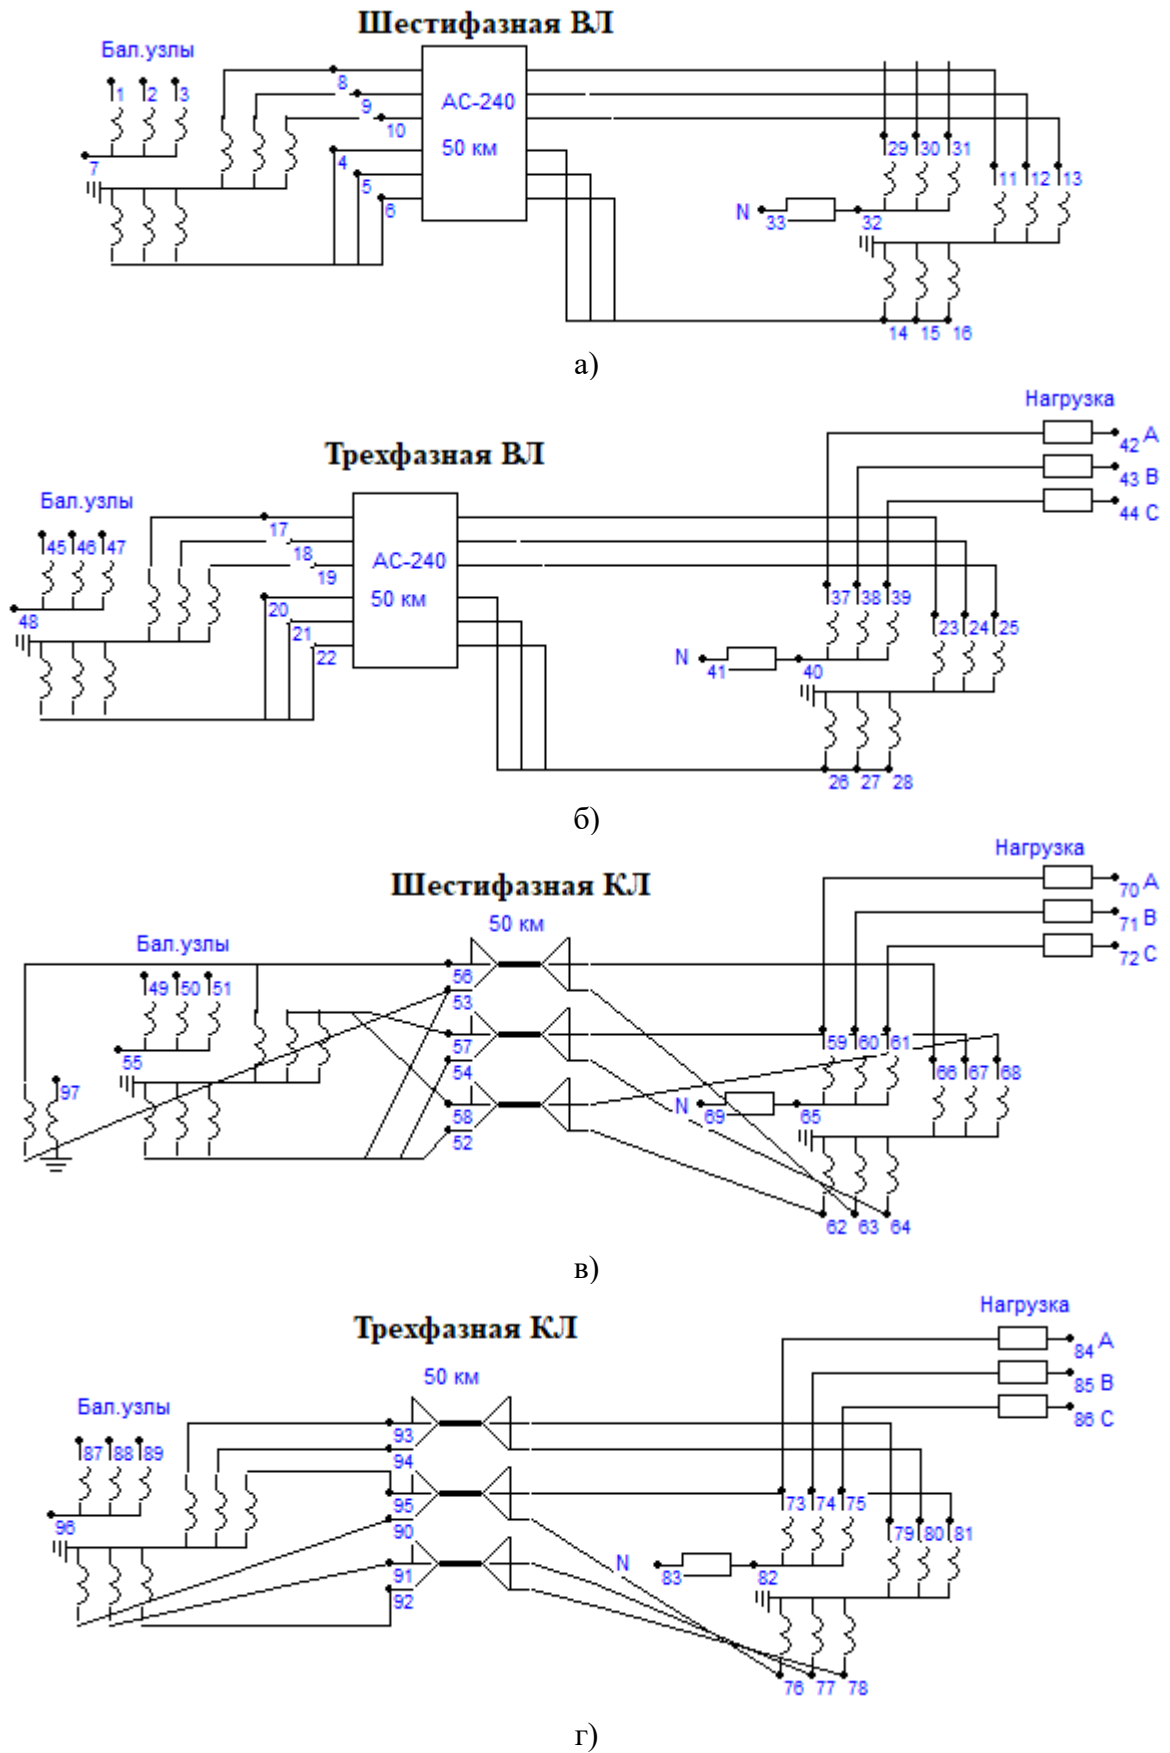 Шестифазная ВЛ
Бал.узлы
1 2 3
8
9
10
АС-240
50 км
7
4
5
6
29 30 31
11 12 13
N
33
32
14 15 16
а)
Нагрузка
42 А
43 В
44 С
Трехфазная ВЛ
Бал.узлы
45 46 47
17
18
19
АС-240
50 км
48
20
21
22
37 38 39
23 24 25
N
41
40
26 27 28
б)
Нагрузка
70 А
71 В
72 С
Шестифазная КЛ
50 км
Бал.узлы
49 50 51
56
53
55
57
54
97
58
52
59 60 61
66 67 68
N
69
65
62 63 64
в)
Нагрузка
84 А
85 В
86 С
Трехфазная КЛ
50 км
Бал.узлы
87 88 89
93
94
96
95
90
91
92
73 74 75
79 80 81
N
83
82
76 77 78
г)